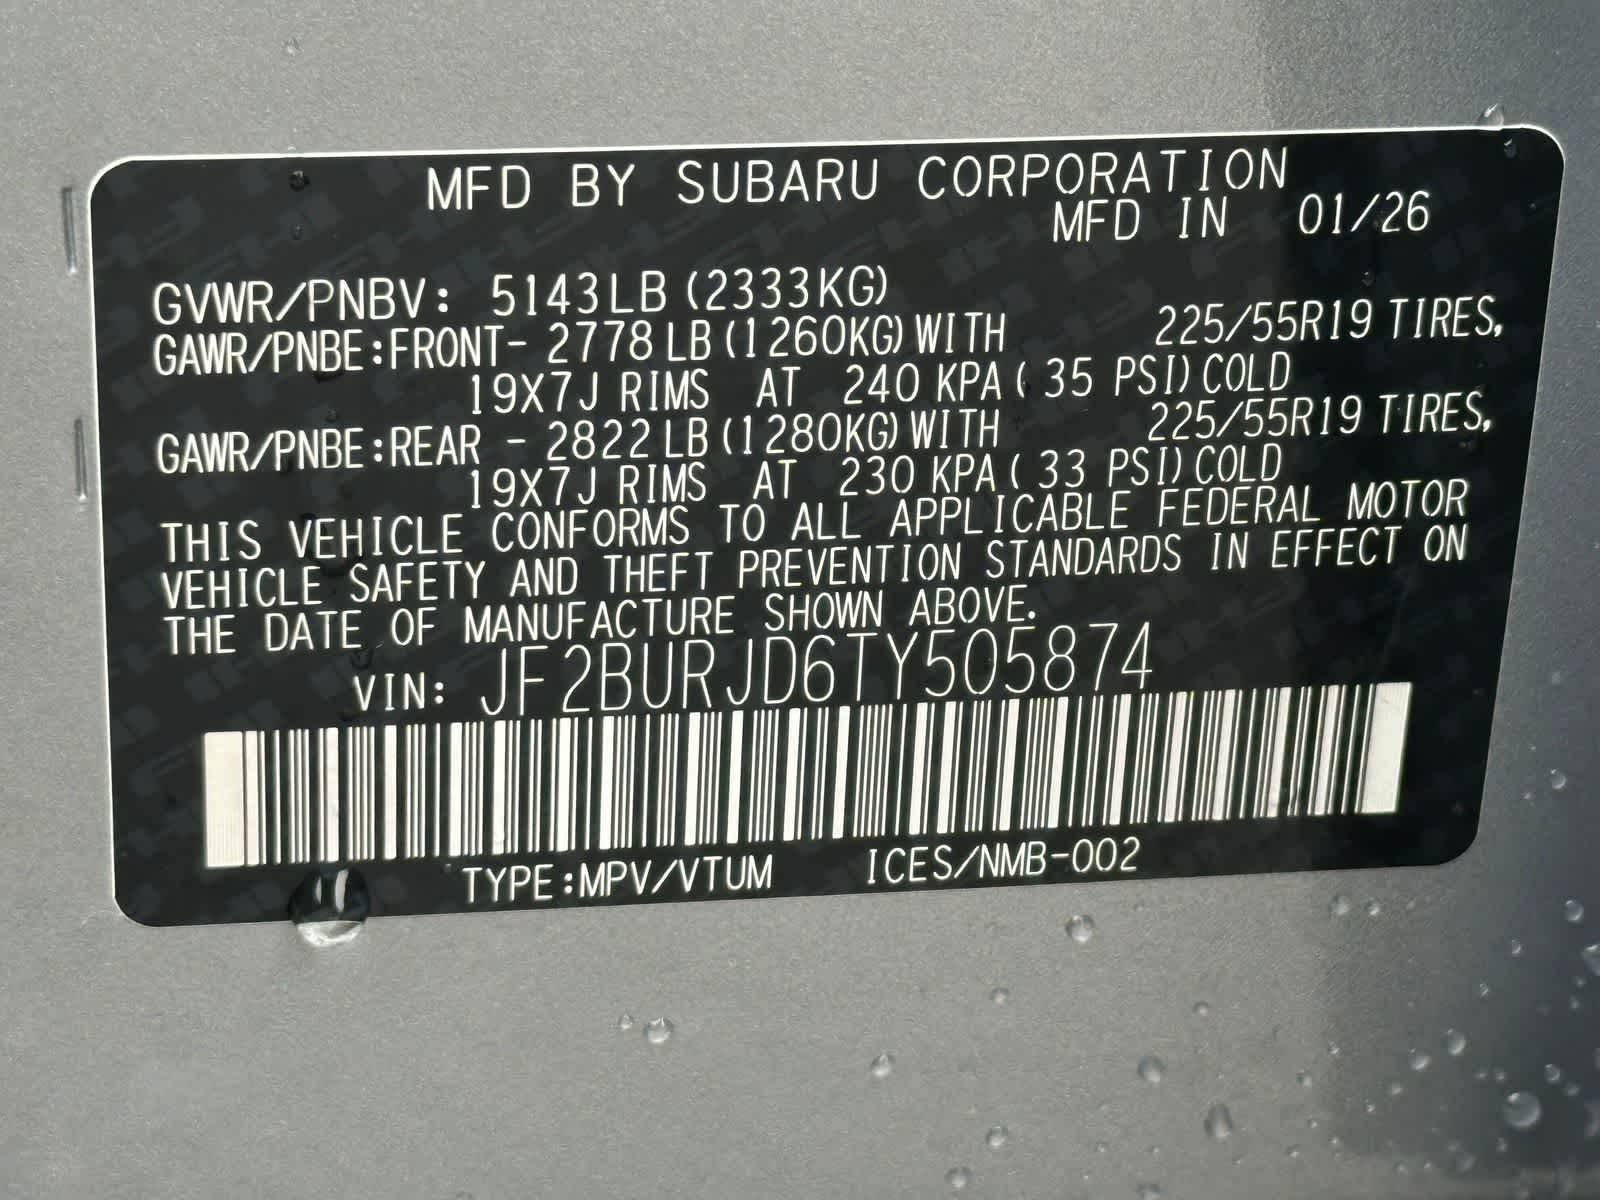 MFD BY SUBARU CORPORATION
MFD IN 01/26
GVWR/PNBV: 5143LB (2333KG)
GAWR/PNBE:FRONT- 2778 LB (1260KG) WITH 225/55R19 TIRES,
19X7J RIMS AT 240 KPA ( 35 PSI) COLD
GAWR/PNBE:REAR - 2822 LB (1280KG) WITH 225/55R19 TIRES,
19X7J RIMS AT 230 KPA ( 33 PSI) COLD
THIS VEHICLE CONFORMS TO ALL APPLICABLE FEDERAL MOTOR
VEHICLE SAFETY AND THEFT PREVENTION STANDARDS IN EFFECT ON
THE DATE OF MANUFACTURE SHOWN ABOVE.
VIN: JF2BURJD6TY505874
TYPE:MPV/VTUM ICES/NMB-002